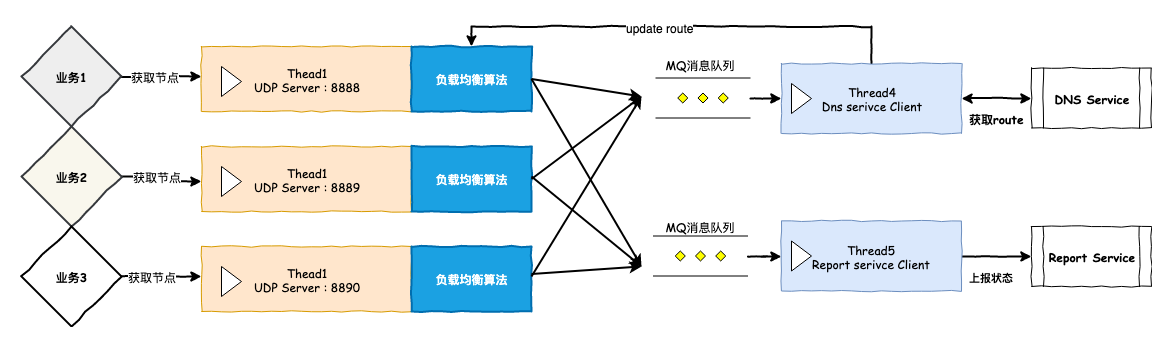 update route
业务1
获取节点
Thead1
UDP Server : 8888
负载均衡算法
MQ消息队列
Thread4
Dns serivce Client
获取route
DNS Service
业务2
获取节点
Thead1
UDP Server : 8889
负载均衡算法
MQ消息队列
Thread5
Report serivce Client
上报状态
Report Service
业务3
获取节点
Thead1
UDP Server : 8890
负载均衡算法